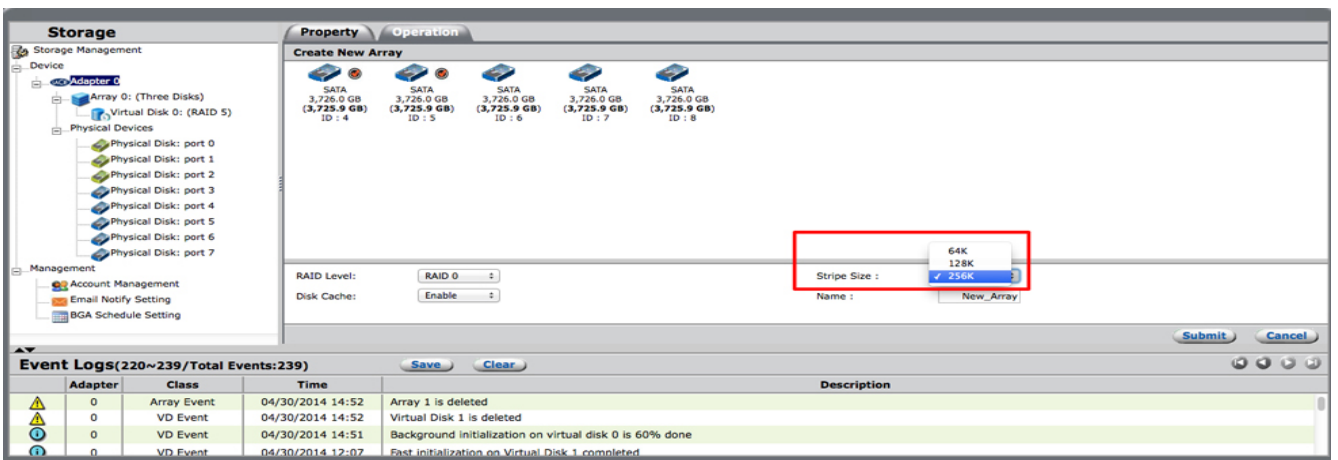 Storage
Property
Operation
Storage Management
Device
Adapter 0
Array 0: (Three Disks)
Virtual Disk 0: (RAID 5)
Physical Devices
Physical Disk: port 0
Physical Disk: port 1
Physical Disk: port 2
Physical Disk: port 3
Physical Disk: port 4
Physical Disk: port 5
Physical Disk: port 6
Physical Disk: port 7
Management
Account Management
Email Notify Setting
BGA Schedule Setting
Create New Array
SATA
3,726.0 GB
(3,725.9 GB)
ID : 4
SATA
3,726.0 GB
(3,725.9 GB)
ID : 5
SATA
3,726.0 GB
(3,725.9 GB)
ID : 6
SATA
3,726.0 GB
(3,725.9 GB)
ID : 7
SATA
3,726.0 GB
(3,725.9 GB)
ID : 8
RAID Level: RAID 0
Disk Cache: Enable
64K
128K
Stripe Size : ✓ 256K
Name : New_Array
Submit Cancel
Event Logs(220~239/Total Events:239) Save Clear
Adapter Class Time Description
0 Array Event 04/30/2014 14:52 Array 1 is deleted
0 VD Event 04/30/2014 14:52 Virtual Disk 1 is deleted
0 VD Event 04/30/2014 14:51 Background initialization on virtual disk 0 is 60% done
0 VD Event 04/30/2014 12:07 Fast initialization on Virtual Disk 1 completed